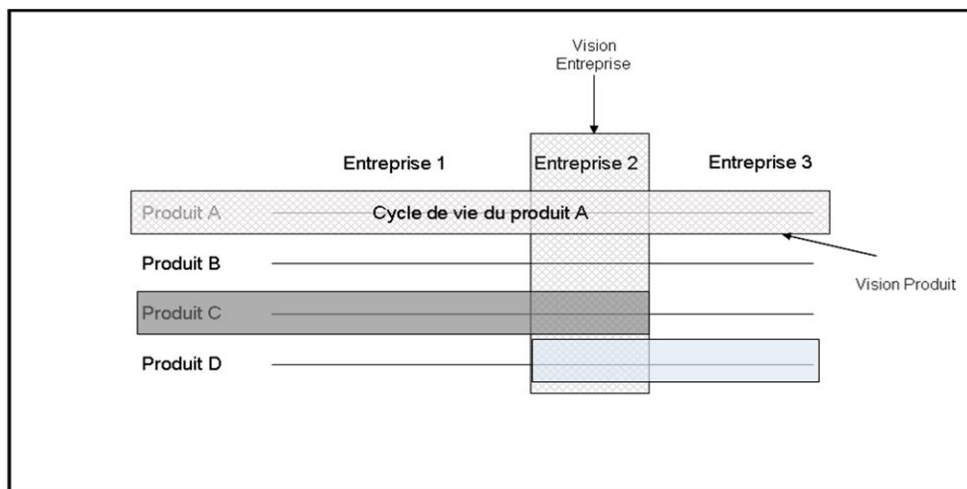 Vision
Entreprise
Entreprise 1
Entreprise 2
Entreprise 3
Produit A
Cycle de vie du produit A
Produit B
Vision Produit
Produit C
Produit D